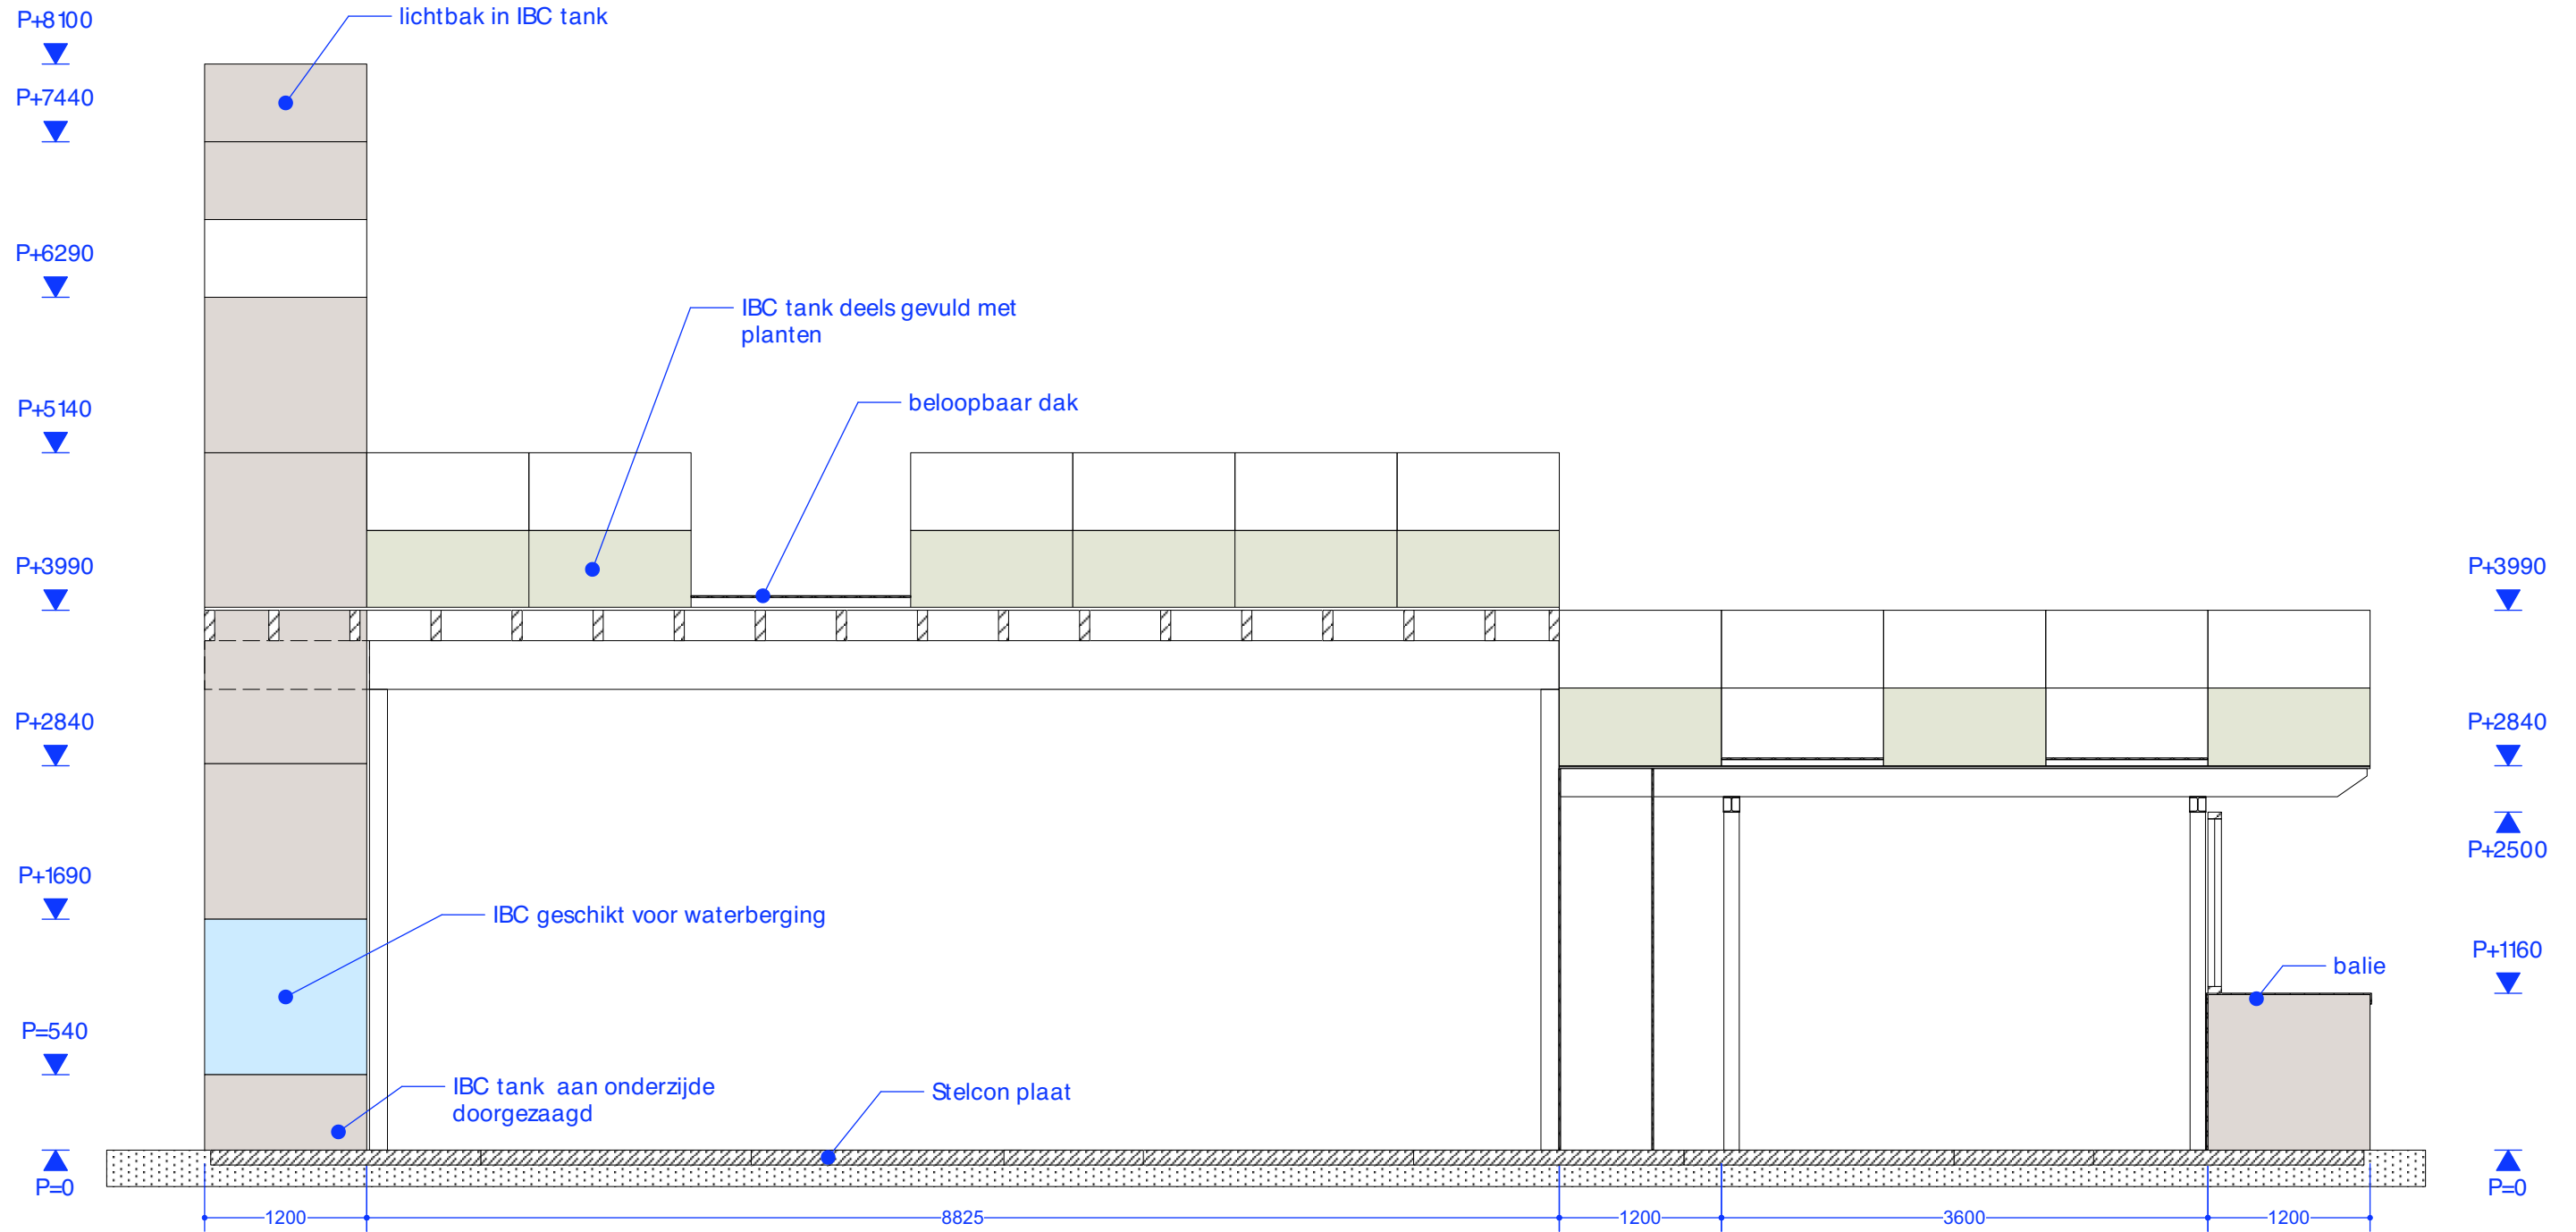 P+8100
lichtbak in IBC tank
P+7440
P+6290
IBC tank deels gevuld met
planten
P+5140
beloopbaar dak
P+3990
P+3990
P+2840
P+2840
P+2500
P+1690
IBC geschikt voor waterberging
P+1160
balie
P=540
IBC tank aan onderzijde
doorgezaagd
Stelcon plaat
P=0
P=0
1200
8825
1200
3600
1200